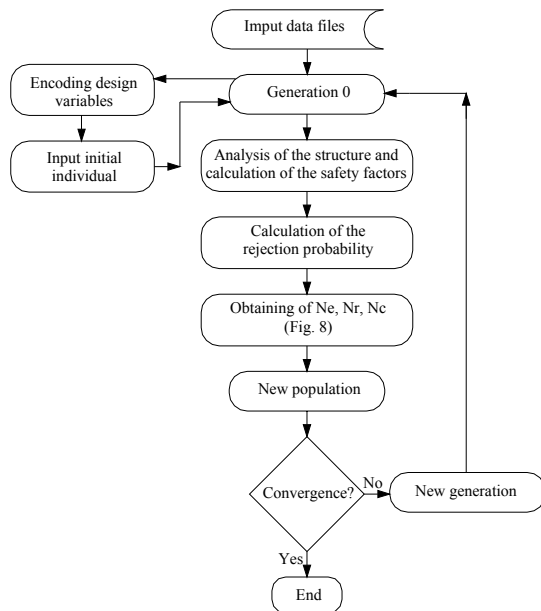 Imput data files
Encoding design
variables
Generation 0
Input initial
individual
Analysis of the structure and
calculation of the safety factors
Calculation of the
rejection probability
Obtaining of Ne, Nr, Nc
(Fig. 8)
New population
Convergence?
No
New generation
Yes
End